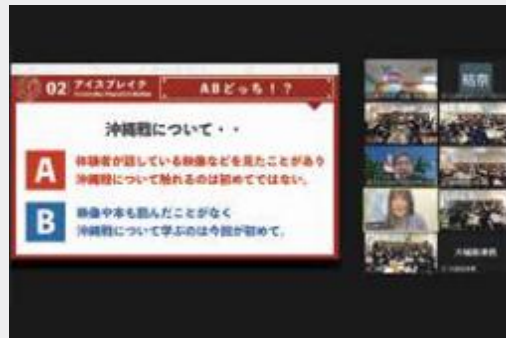 02 アイスブレイク
ABどっち!?
沖縄戦について・・
A
体験者が話している映像などを見たことがあり
沖縄戦について触れるのは初めてではない。
B
映像や本も読んだことがなく
沖縄戦について学ぶのは今回が初めて。